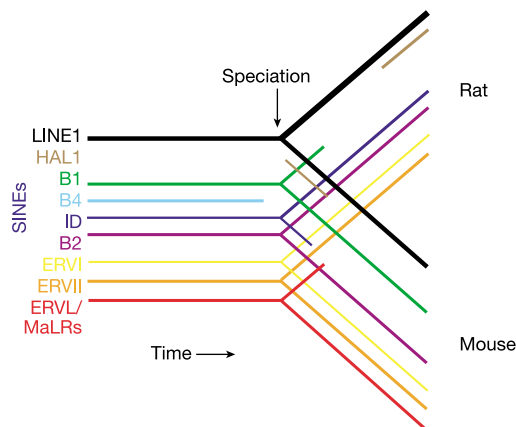 Speciation
Rat
LINE1
HAL1
B1
SINEs
B4
ID
B2
ERVI
ERVII
ERVL/
MaLRs
Time
Mouse